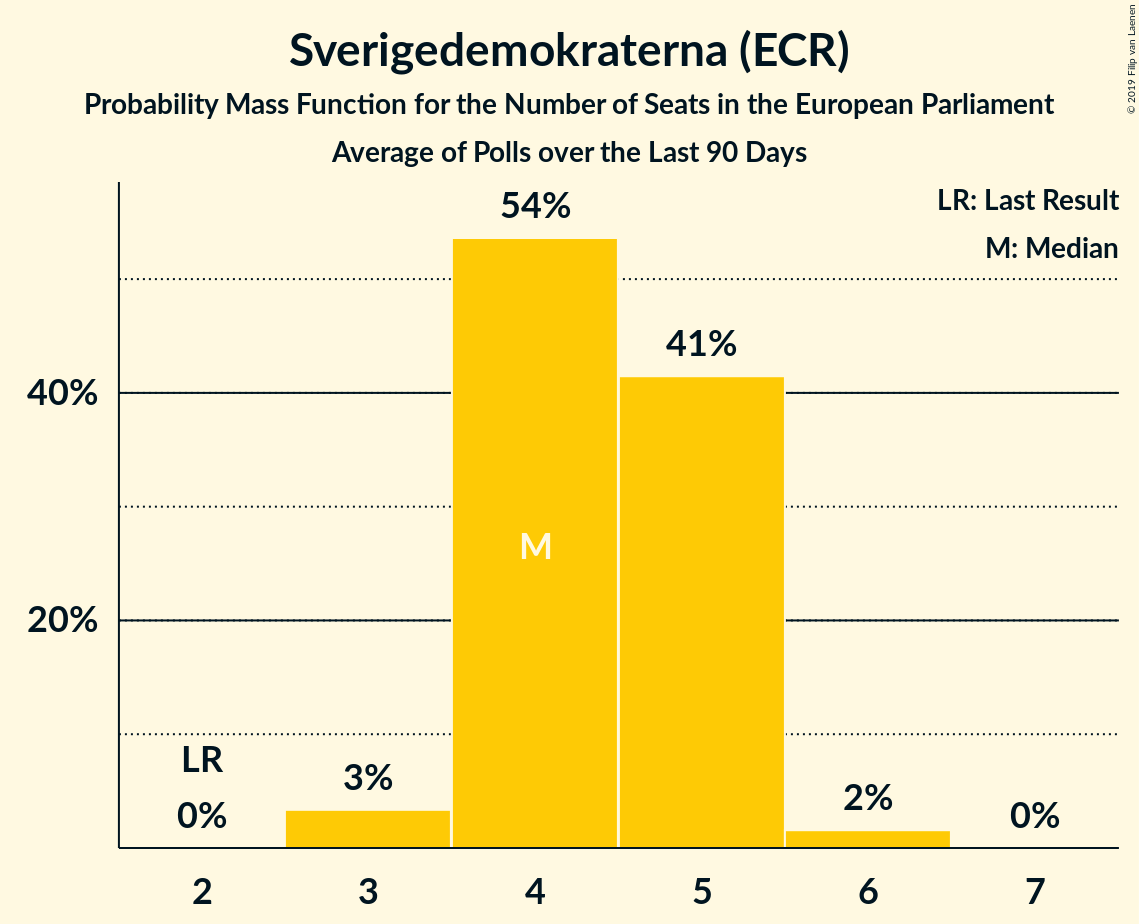 Sverigedemokraterna (ECR)
Probability Mass Function for the Number of Seats in the European Parliament
Average of Polls over the Last 90 Days
© 2019 Filip van Laenen
LR: Last Result
M: Median
54%
41%
40%
M
20%
LR
3%
2%
0%
0%
2 3 4 5 6 7